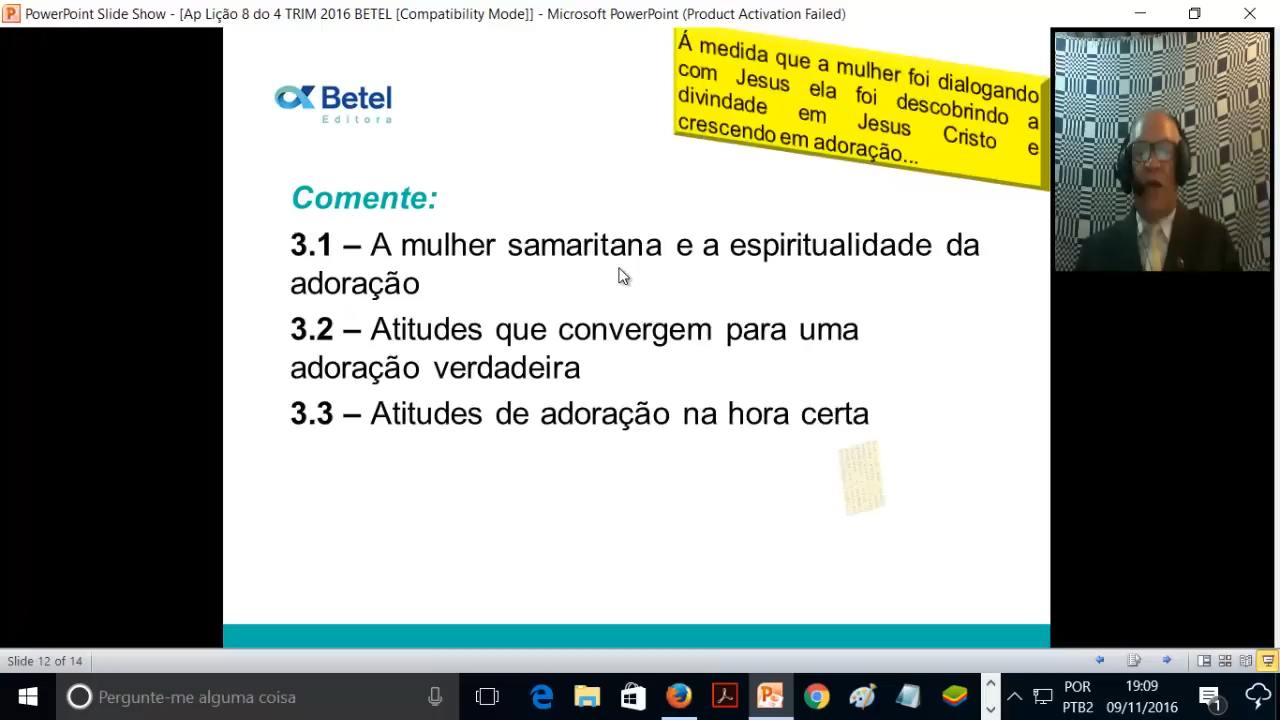 PowerPoint Slide Show - [Ap Lição 8 do 4 TRIM 2016 BETEL [Compatibility Mode]] - Microsoft PowerPoint (Product Activation Failed)
Á medida que a mulher foi dialogando
com Jesus ela foi descobrindo a
divindade em Jesus Cristo e
crescendo em adoração...
Betel
Editora
Comente:
3.1 – A mulher samaritana e a espiritualidade da
adoração
3.2 – Atitudes que convergem para uma
adoração verdadeira
3.3 – Atitudes de adoração na hora certa
Slide 12 of 14
Pergunte-me alguma coisa
POR
PTB2
19:09
09/11/2016
1